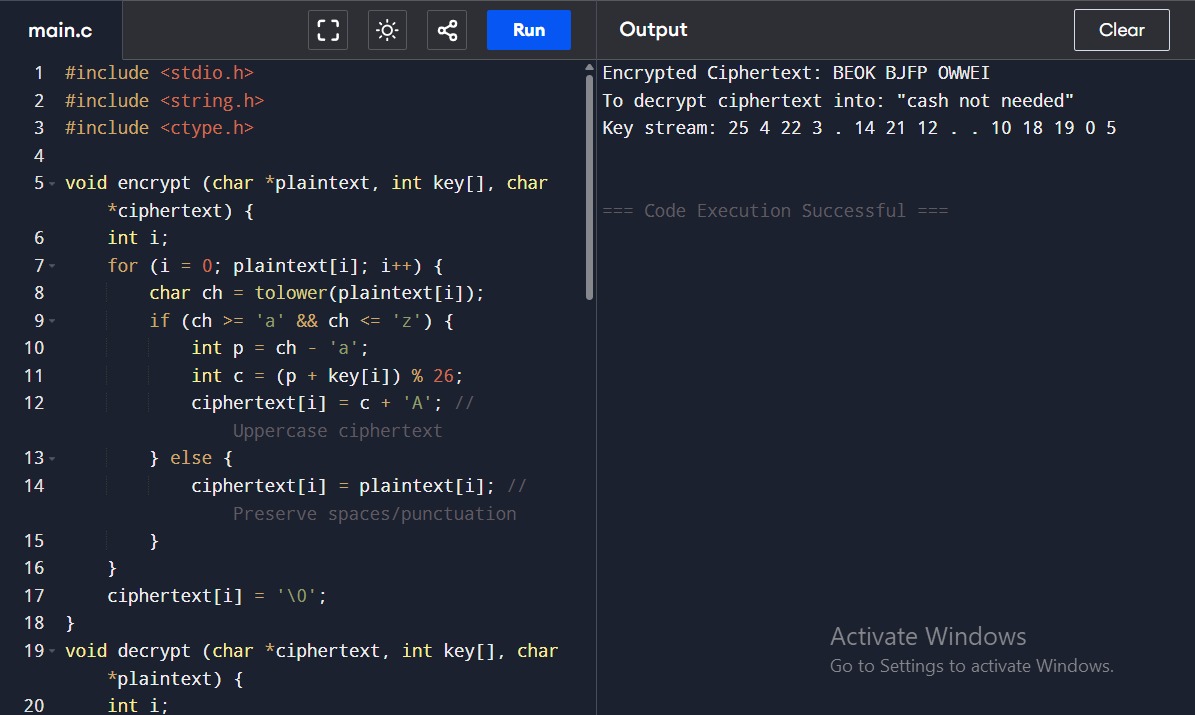 main.c
Run
Output
Clear
1 #include <stdio.h>
2 #include <string.h>
3 #include <ctype.h>
4
5 void encrypt (char *plaintext, int key[], char
*ciphertext) {
6 int i;
7 for (i = 0; plaintext[i]; i++) {
8 char ch = tolower(plaintext[i]);
9 if (ch >= 'a' && ch <= 'z') {
10 int p = ch - 'a';
11 int c = (p + key[i]) % 26;
12 ciphertext[i] = c + 'A'; //
Uppercase ciphertext
13 } else {
14 ciphertext[i] = plaintext[i]; //
Preserve spaces/punctuation
15 }
16 }
17 ciphertext[i] = '\0';
18 }
19 void decrypt (char *ciphertext, int key[], char
*plaintext) {
20 int i;
Encrypted Ciphertext: BEOK BJFP OWWEI
To decrypt ciphertext into: "cash not needed"
Key stream: 25 4 22 3 . 14 21 12 . . 10 18 19 0 5
=== Code Execution Successful ===
Activate Windows
Go to Settings to activate Windows.